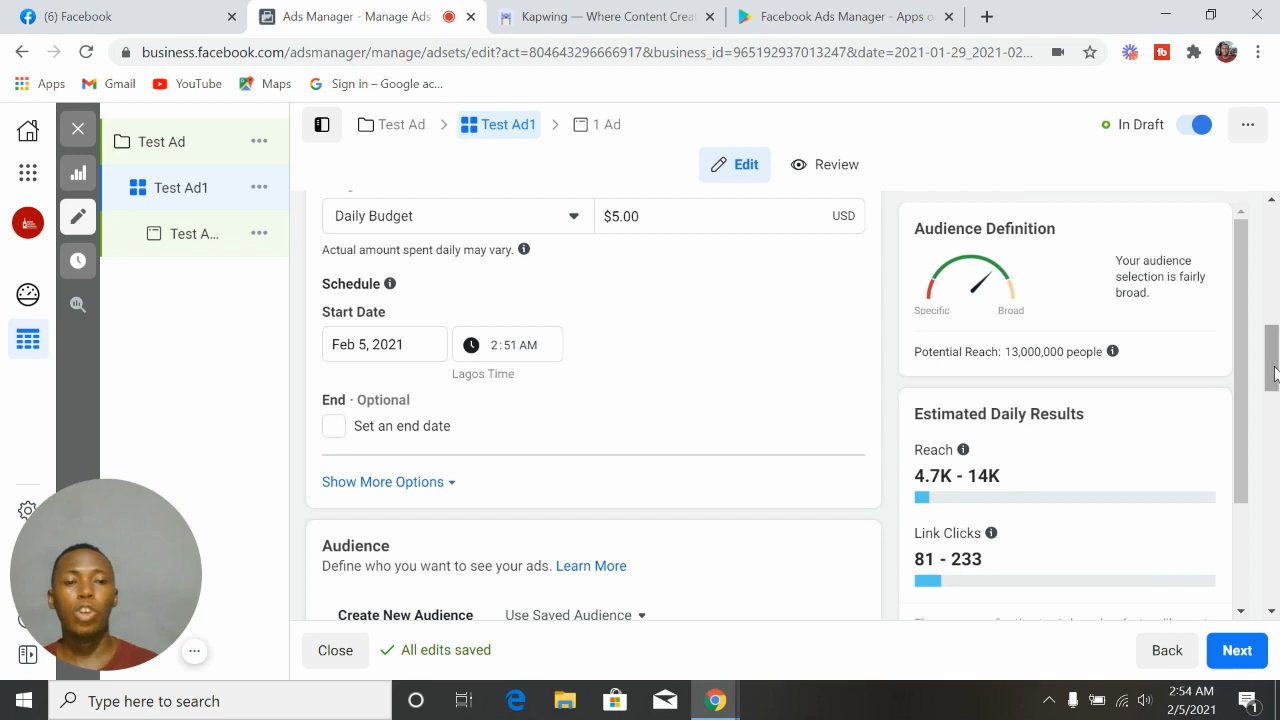 Facebook
Ads Manager - Manage Ads
Kapwing — Where Content Crea
Facebook Ads Manager - Apps o
business.facebook.com/adsmanager/manage/adsets/edit?act=804643296666917&business_id=965192937013247&date=2021-01-29_2021-02...
Apps
Gmail
YouTube
Maps
Sign in – Google ac...
Test Ad
Test Ad1
Test A...
Test Ad
Test Ad1
1 Ad
In Draft
Edit
Review
Daily Budget
$5.00
USD
Actual amount spent daily may vary.
Schedule
Start Date
Feb 5, 2021
2:51 AM
Lagos Time
End · Optional
Set an end date
Show More Options
Audience
Define who you want to see your ads. Learn More
Create New Audience
Use Saved Audience
Audience Definition
Specific
Broad
Your audience
selection is fairly
broad.
Potential Reach: 13,000,000 people
Estimated Daily Results
Reach
4.7K - 14K
Link Clicks
81 - 233
Close
All edits saved
Back
Next
Type here to search
2:54 AM
2/5/2021
1